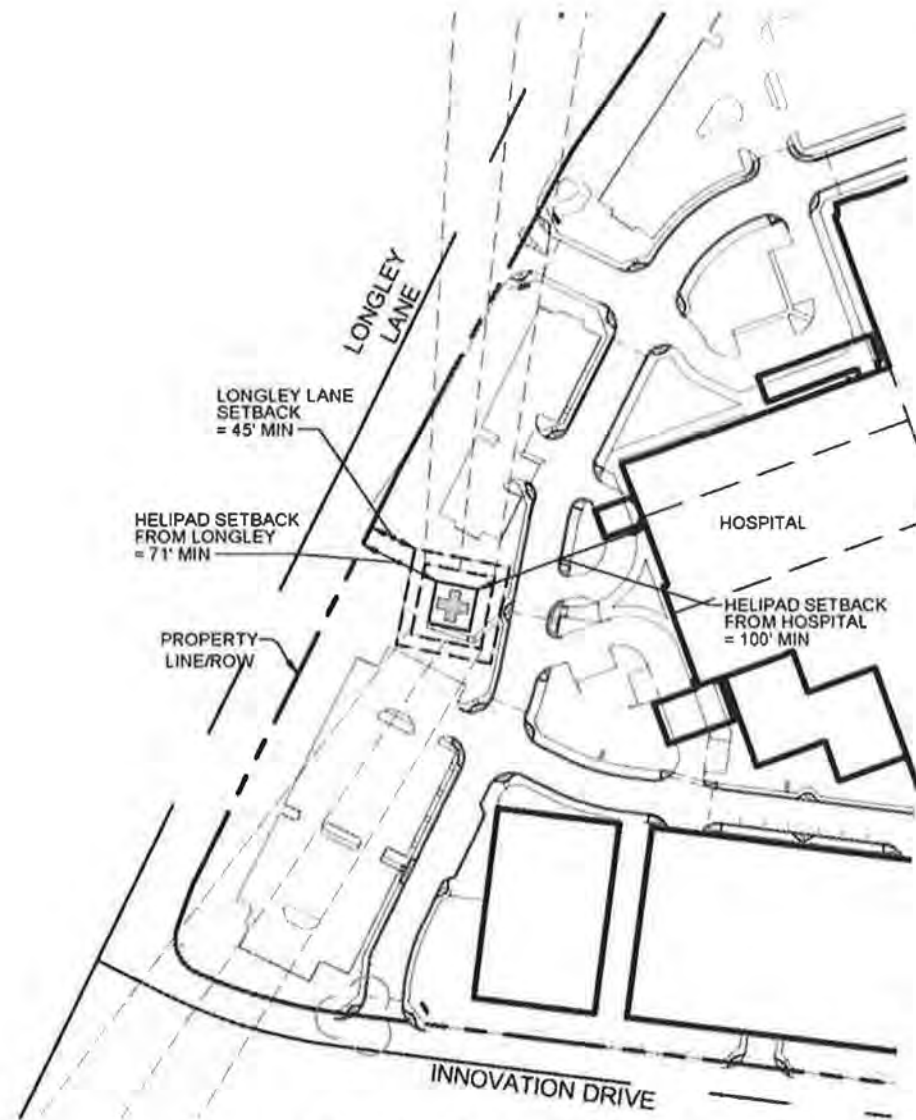 LONGLEY
LANE
LONGLEY LANE
SETBACK
= 45' MIN
HELIPAD SETBACK
FROM LONGLEY
= 71' MIN
HOSPITAL
HELIPAD SETBACK
FROM HOSPITAL
= 100' MIN
PROPERTY
LINE/ROW
INNOVATION DRIVE